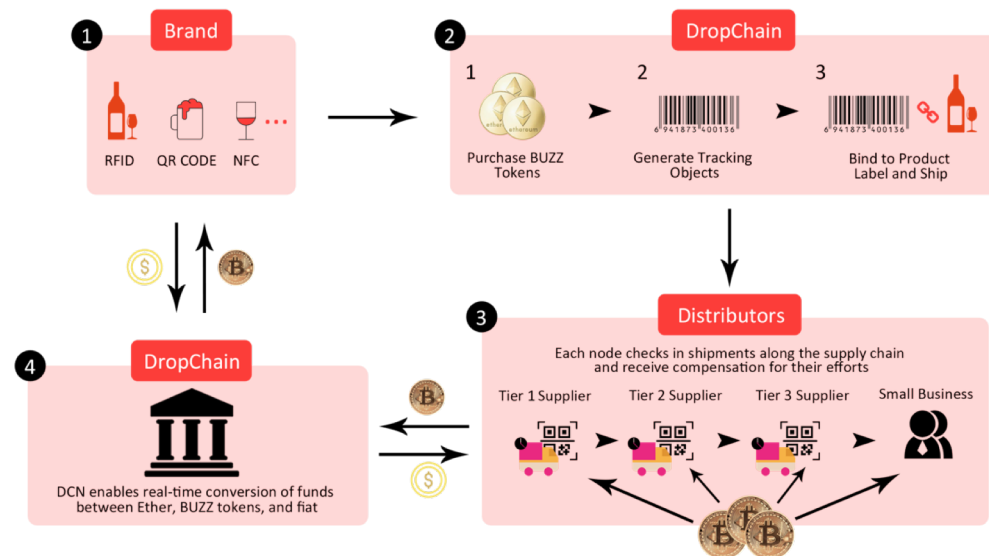 1
Brand
RFID
QR CODE
NFC
2
DropChain
1
2
3
ethereum
6 941873 400136
6 941873 400136
Purchase BUZZ
Tokens
Generate Tracking
Objects
Bind to Product
Label and Ship
$
B
3
Distributors
Each node checks in shipments along the supply chain
and receive compensation for their efforts
Tier 1 Supplier
Tier 2 Supplier
Tier 3 Supplier
Small Business
4
DropChain
DCN enables real-time conversion of funds
between Ether, BUZZ tokens, and fiat
B
$
B
B
B